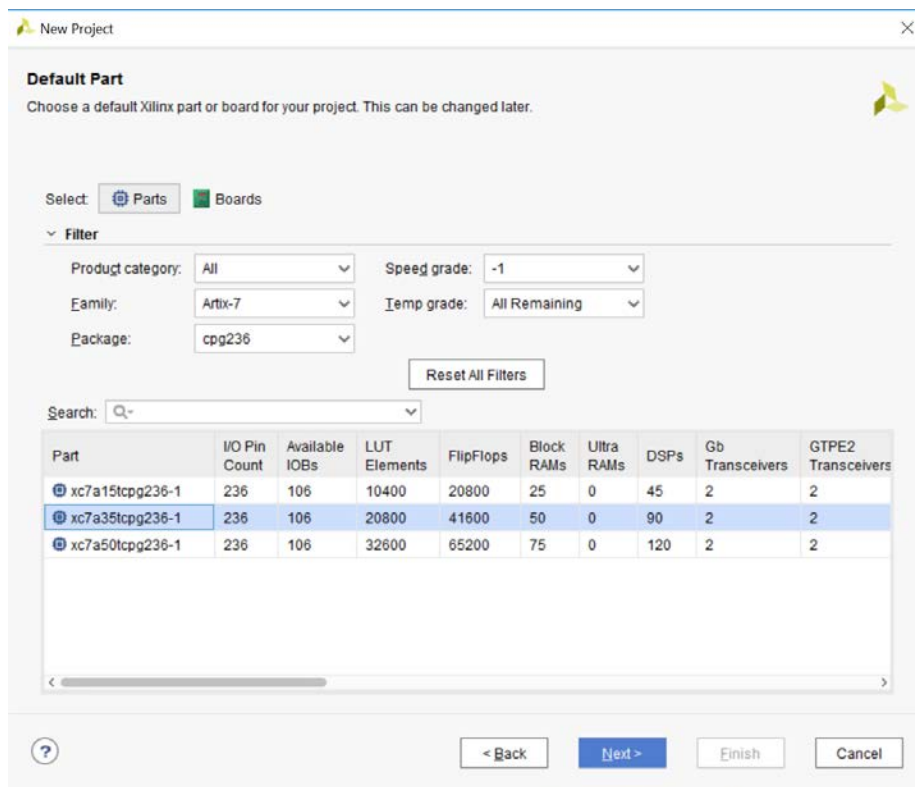 New Project
Default Part
Choose a default Xilinx part or board for your project. This can be changed later.
Select: Parts Boards
Filter
Product category: All Speed grade: -1
Family: Artix-7 Temp grade: All Remaining
Package: cpg236
Reset All Filters
Search:
Part I/O Pin Count Available IOBs LUT Elements FlipFlops Block RAMs Ultra RAMs DSPs Gb Transceivers GTPE2 Transceivers
xc7a15tcpg236-1 236 106 10400 20800 25 0 45 2 2
xc7a35tcpg236-1 236 106 20800 41600 50 0 90 2 2
xc7a50tcpg236-1 236 106 32600 65200 75 0 120 2 2
? < Back Next > Finish Cancel